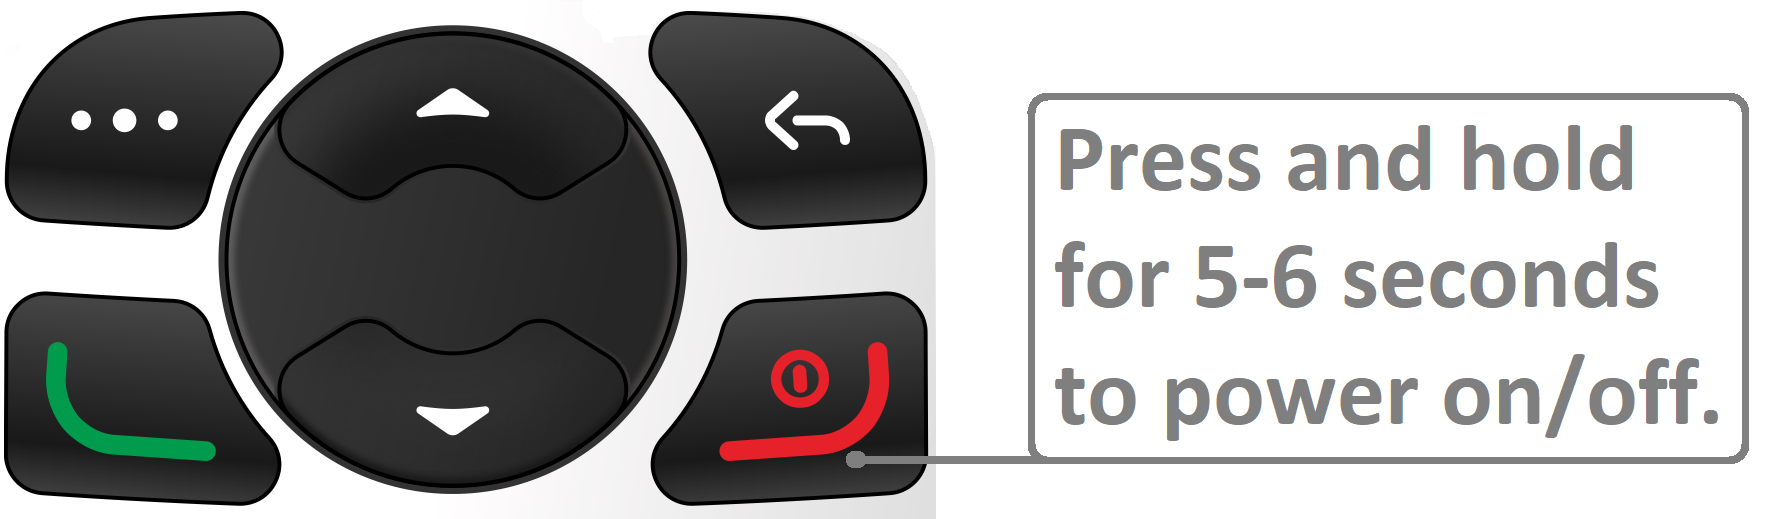 Press and hold
for 5-6 seconds
to power on/off.